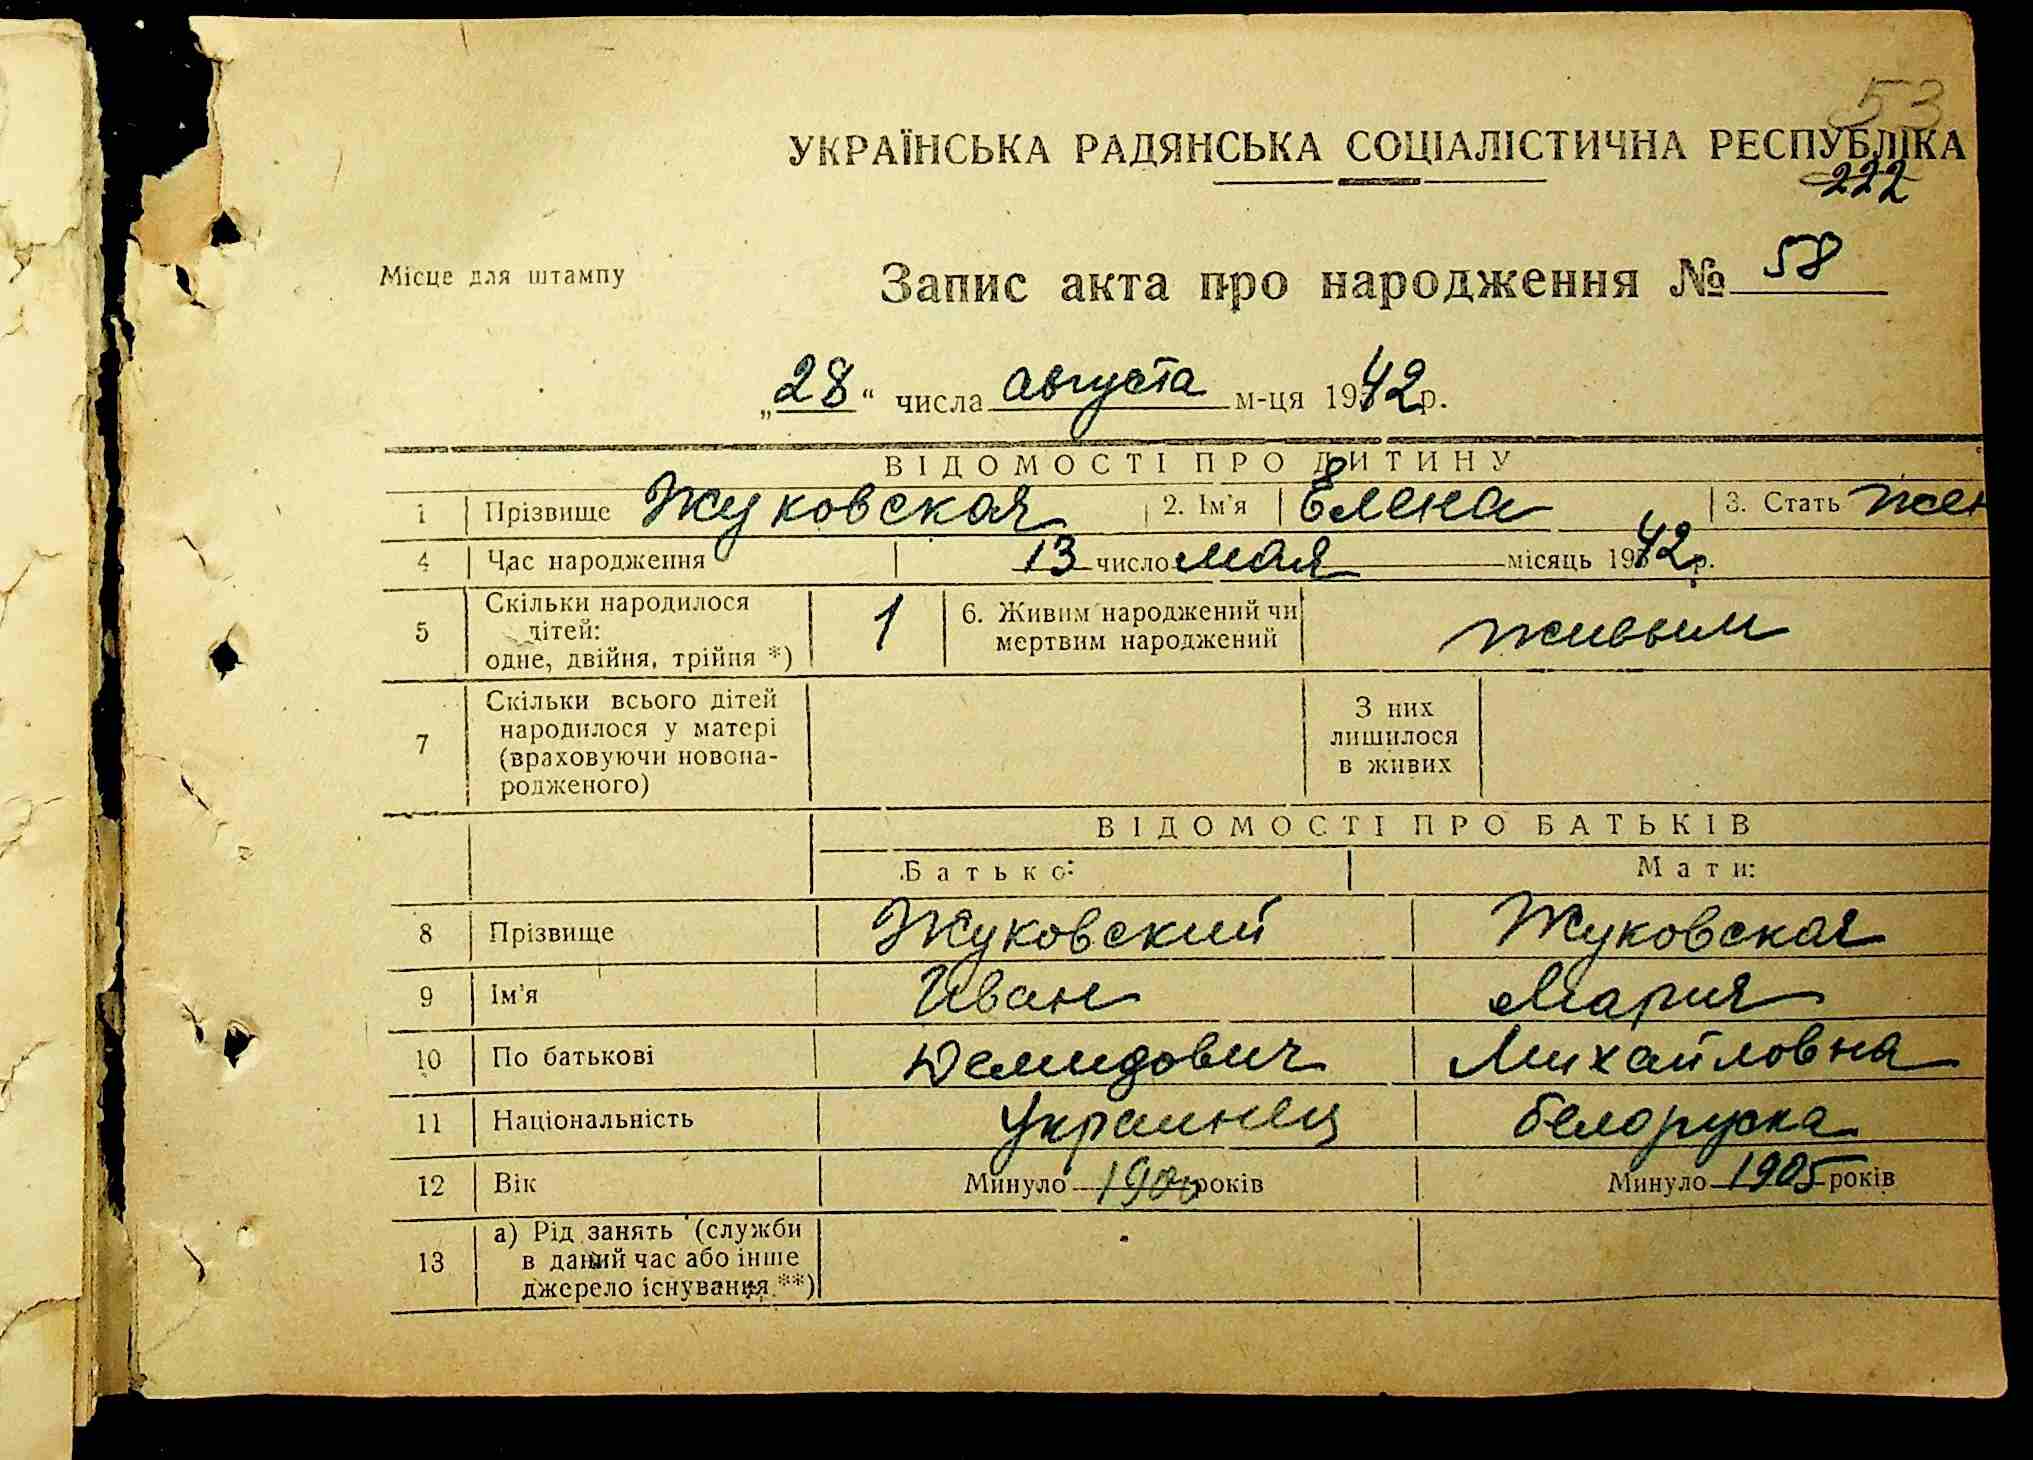 53
УКРАЇНСЬКА РАДЯНСЬКА СОЦІАЛІСТИЧНА РЕСПУБЛІКА
222
Місце для штампу
Запис акта про народження № 58
„28“ числа августа м-ця 1942 р.
ВІДОМОСТІ ПРО ДИТИНУ
1 Прізвище Жуковская 2. Ім'я Елена 3. Стать жен
4 Час народження 13 число мая місяць 1942 р.
5 Скільки народилося дітей: одне, двійня, трійня *) 1 6. Живим народжений чи мертвим народжений живым
7 Скільки всього дітей народилося у матері (враховуючи новона-родженого) З них лишилося в живих
ВІДОМОСТІ ПРО БАТЬКІВ
Батько: Мати:
8 Прізвище Жуковский Жуковская
9 Ім'я Иван Мария
10 По батькові Демидович Михайловна
11 Національність Украинец белоруска
12 Вік Минуло років Минуло 1905 років
13 а) Рід занять (служби в даний час або інше джерело існування **)